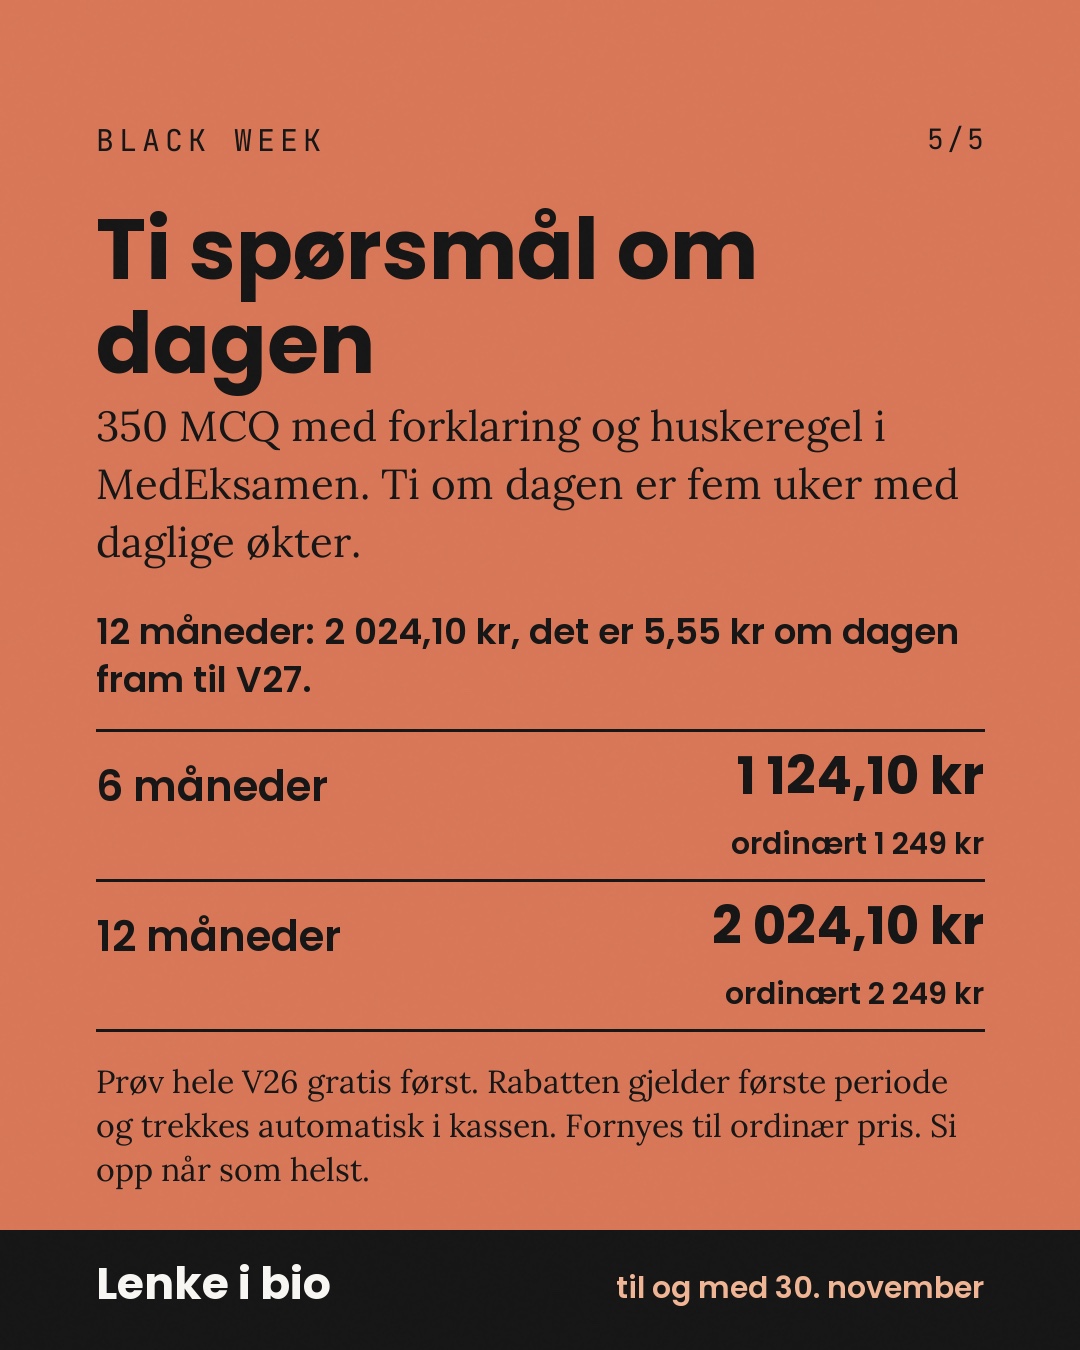 BLACK WEEK
5/5
Ti spørsmål om
dagen
350 MCQ med forklaring og huskeregel i
MedEksamen. Ti om dagen er fem uker med
daglige økter.
12 måneder: 2 024,10 kr, det er 5,55 kr om dagen
fram til V27.
6 måneder
1 124,10 kr
ordinært 1 249 kr
12 måneder
2 024,10 kr
ordinært 2 249 kr
Prøv hele V26 gratis først. Rabatten gjelder første periode
og trekkes automatisk i kassen. Fornyes til ordinær pris. Si
opp når som helst.
Lenke i bio
til og med 30. november